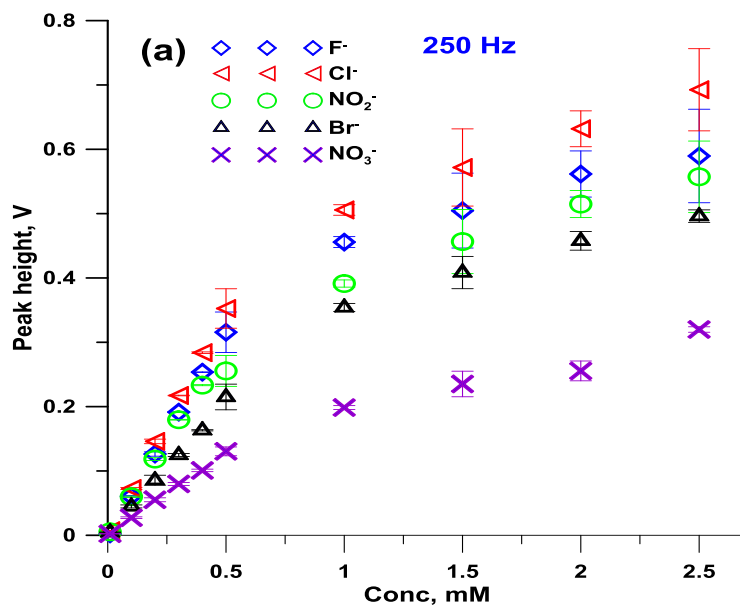 (a)
250 Hz
F⁻
Cl⁻
NO₂⁻
Br⁻
NO₃⁻
Peak height, V
0.8
0.6
0.4
0.2
0
0
0.5
1
1.5
2
2.5
Conc, mM